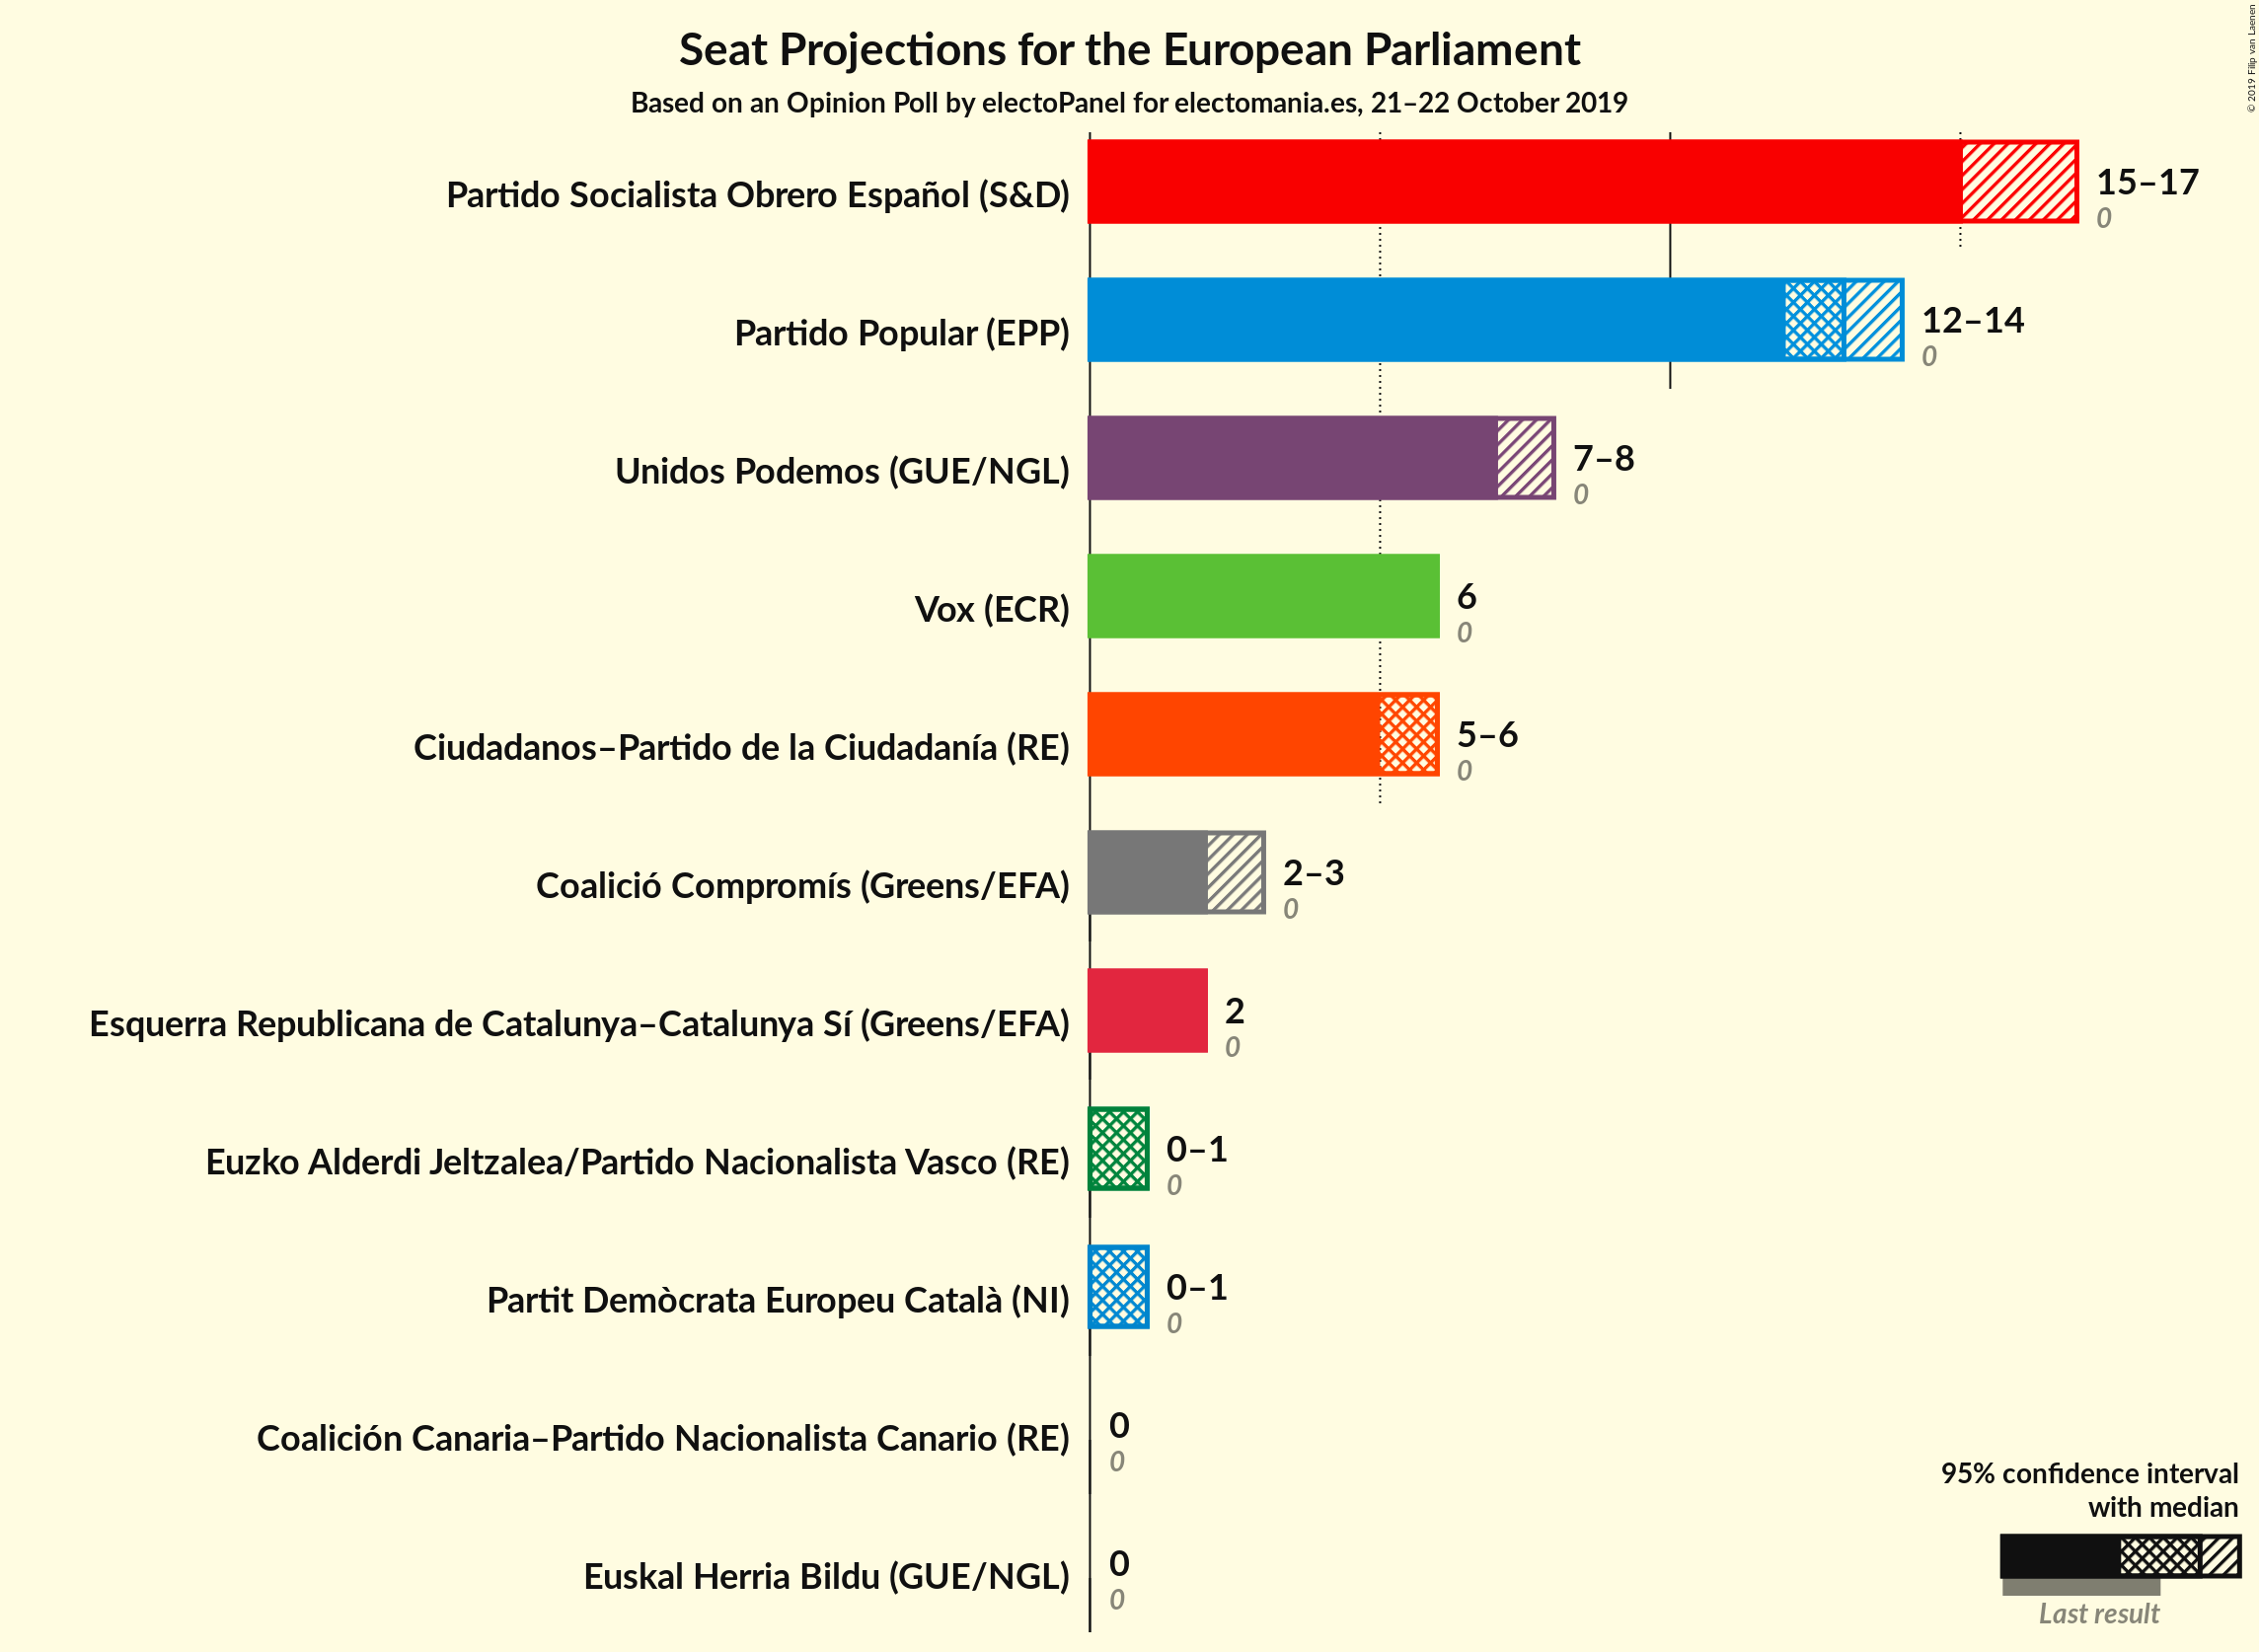 Seat Projections for the European Parliament
Based on an Opinion Poll by electoPanel for electomania.es, 21–22 October 2019
© 2019 Filip van Laenen
Partido Socialista Obrero Español (S&D)
15–17
0
Partido Popular (EPP)
12–14
0
Unidos Podemos (GUE/NGL)
7–8
0
Vox (ECR)
6
0
Ciudadanos–Partido de la Ciudadanía (RE)
5–6
0
Coalició Compromís (Greens/EFA)
2–3
0
Esquerra Republicana de Catalunya–Catalunya Sí (Greens/EFA)
2
0
Euzko Alderdi Jeltzalea/Partido Nacionalista Vasco (RE)
0–1
0
Partit Demòcrata Europeu Català (NI)
0–1
0
Coalición Canaria–Partido Nacionalista Canario (RE)
0
0
Euskal Herria Bildu (GUE/NGL)
0
0
95% confidence interval
with median
Last result